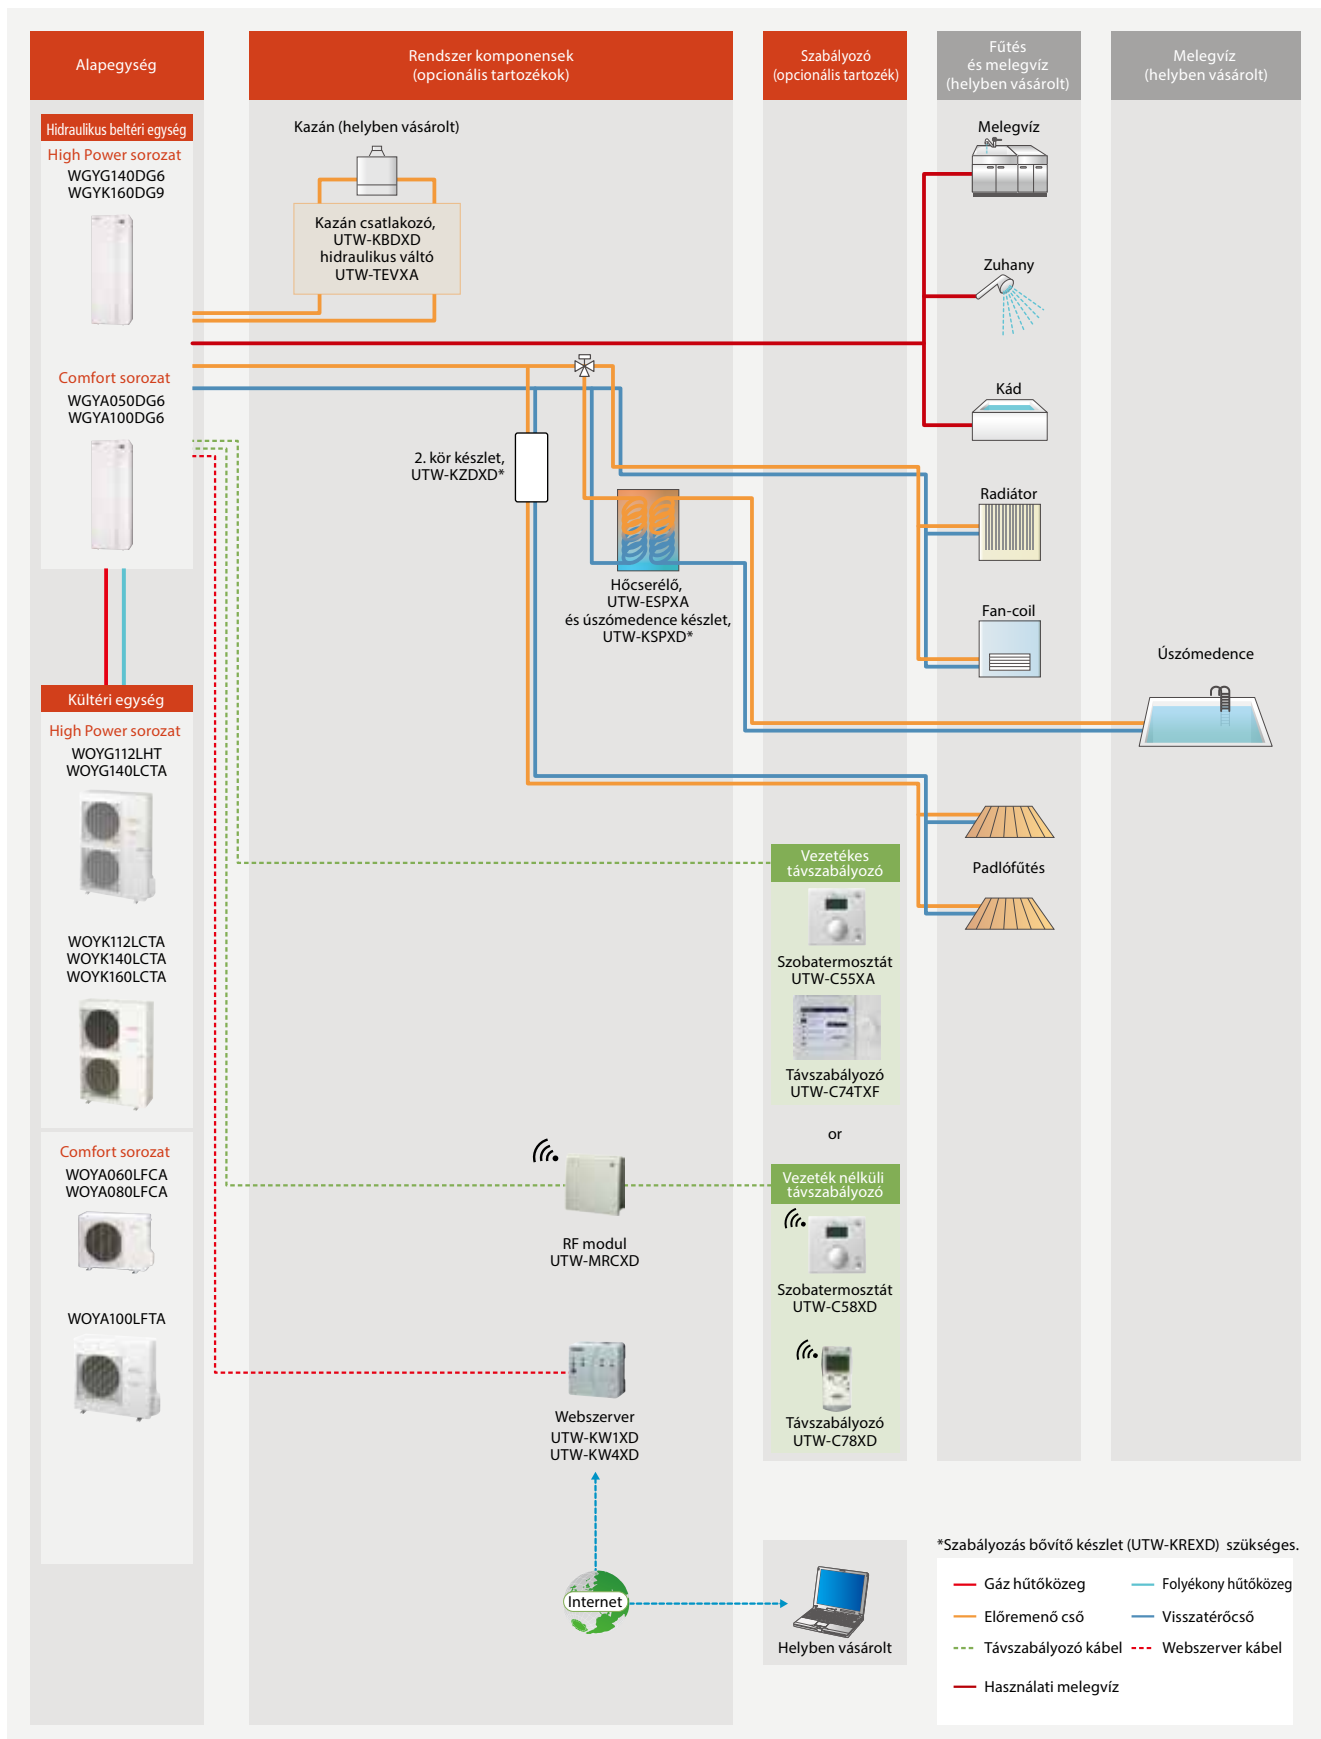 Alapegység
Rendszer komponensek
(opcionális tartozékok)
Szabályozó
(opcionális tartozék)
Fűtés
és melegvíz
(helyben vásárolt)
Melegvíz
(helyben vásárolt)
Hidraulikus beltéri egység
High Power sorozat
WGYG140DG6
WGYK160DG9
Comfort sorozat
WGYA050DG6
WGYA100DG6
Kültéri egység
High Power sorozat
WOYG112LHT
WOYG140LCTA
WOYK112LCTA
WOYK140LCTA
WOYK160LCTA
Comfort sorozat
WOYA060LFCA
WOYA080LFCA
WOYA100LFTA
Kazán (helyben vásárolt)
Kazán csatlakozó,
UTW-KBDXD
hidraulikus váltó
UTW-TEVXA
2. kör készlet,
UTW-KZDXD*
Hőcserélő,
UTW-ESPXA
és úszómedence készlet,
UTW-KSPXD*
RF modul
UTW-MRCXD
Webszerver
UTW-KW1XD
UTW-KW4XD
Internet
Vezetékes
távszabályozó
Szobatermosztát
UTW-C55XA
Távszabályozó
UTW-C74TXF
or
Vezeték nélküli
távszabályozó
Szobatermosztát
UTW-C58XD
Távszabályozó
UTW-C78XD
Helyben vásárolt
Melegvíz
Zuhany
Kád
Radiátor
Fan-coil
Padlófűtés
Úszómedence
*Szabályozás bővítő készlet (UTW-KREXD) szükséges.
Gáz hűtőközeg
Folyékony hűtőközeg
Előremenő cső
Visszatérőcső
Távszabályozó kábel
Webszerver kábel
Használati melegvíz